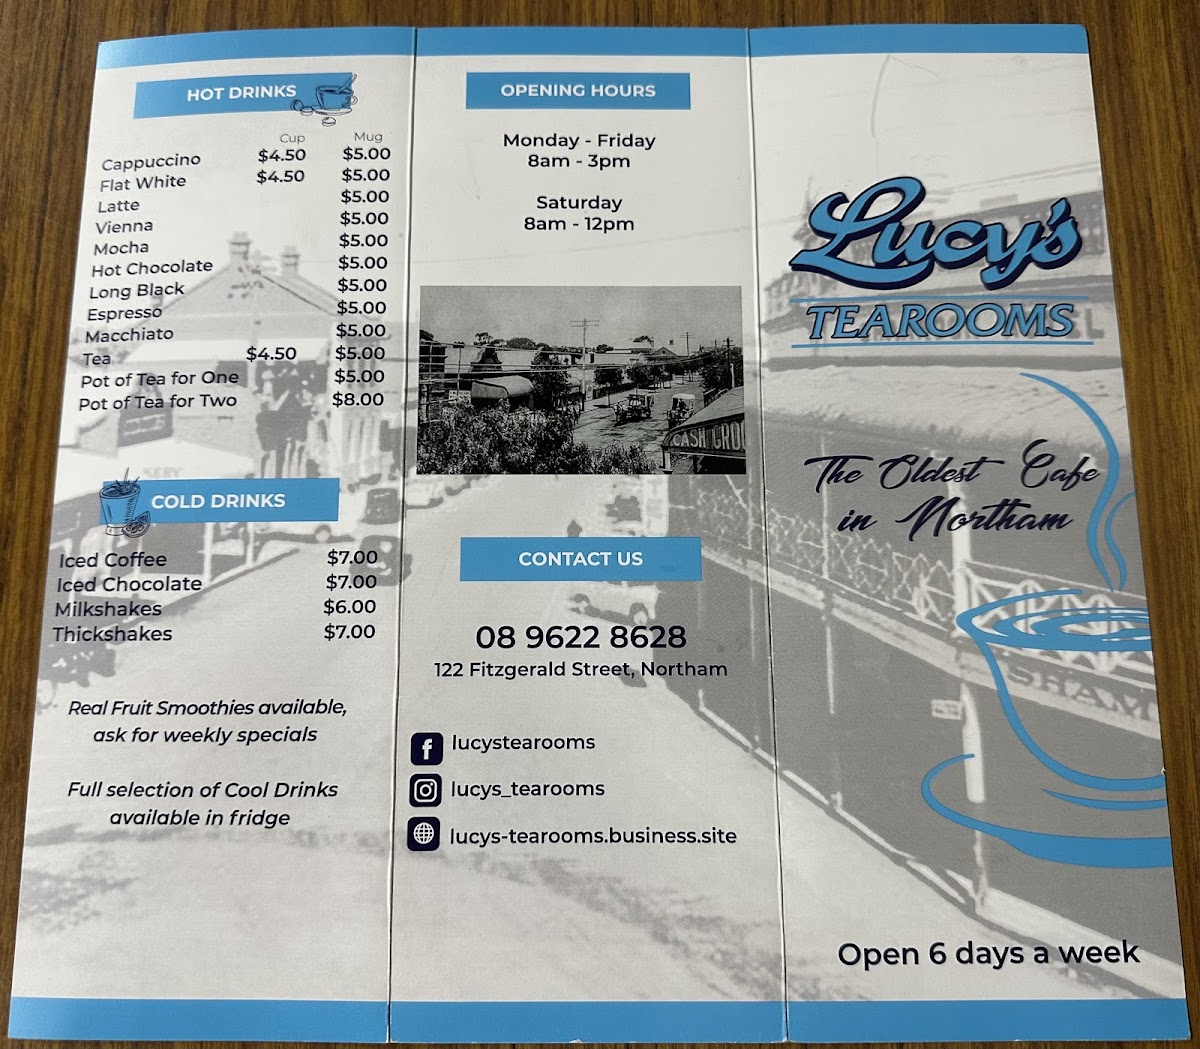 HOT DRINKS
Cup Mug
Cappuccino $4.50 $5.00
Flat White $4.50 $5.00
Latte $5.00
Vienna $5.00
Mocha $5.00
Hot Chocolate $5.00
Long Black $5.00
Espresso $5.00
Macchiato $5.00
Tea $4.50 $5.00
Pot of Tea for One $5.00
Pot of Tea for Two $8.00
COLD DRINKS
Iced Coffee $7.00
Iced Chocolate $7.00
Milkshakes $6.00
Thickshakes $7.00
Real Fruit Smoothies available,
ask for weekly specials
Full selection of Cool Drinks
available in fridge
OPENING HOURS
Monday - Friday
8am - 3pm
Saturday
8am - 12pm
CASH GROC
CONTACT US
08 9622 8628
122 Fitzgerald Street, Northam
lucystearooms
lucys_tearooms
lucys-tearooms.business.site
Lucy's
TEAROOMS
The Oldest Cafe
in Northam
SHAM
Open 6 days a week